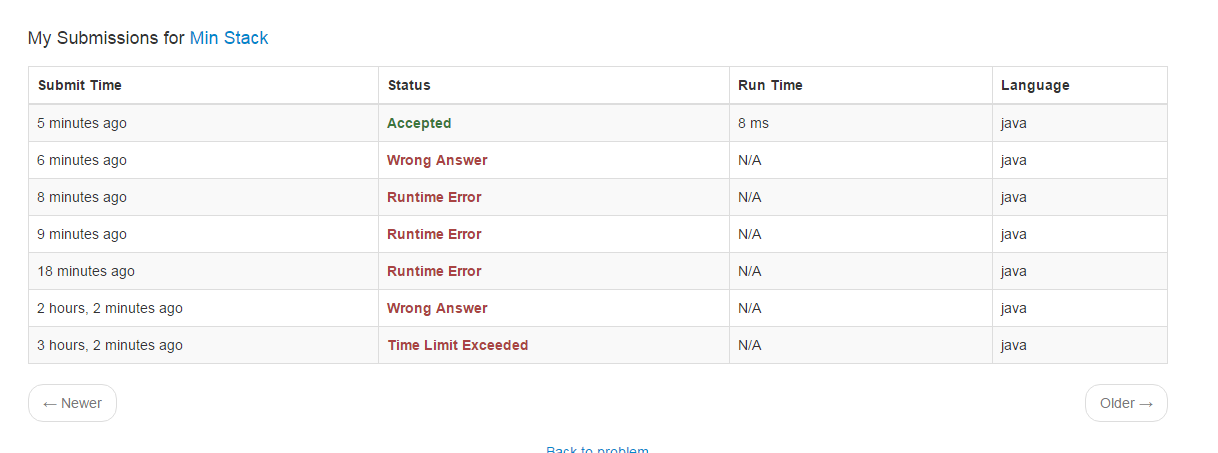 My Submissions for Min Stack
Submit Time Status Run Time Language
5 minutes ago Accepted 8 ms java
6 minutes ago Wrong Answer N/A java
8 minutes ago Runtime Error N/A java
9 minutes ago Runtime Error N/A java
18 minutes ago Runtime Error N/A java
2 hours, 2 minutes ago Wrong Answer N/A java
3 hours, 2 minutes ago Time Limit Exceeded N/A java
← Newer Older →
Back to problem